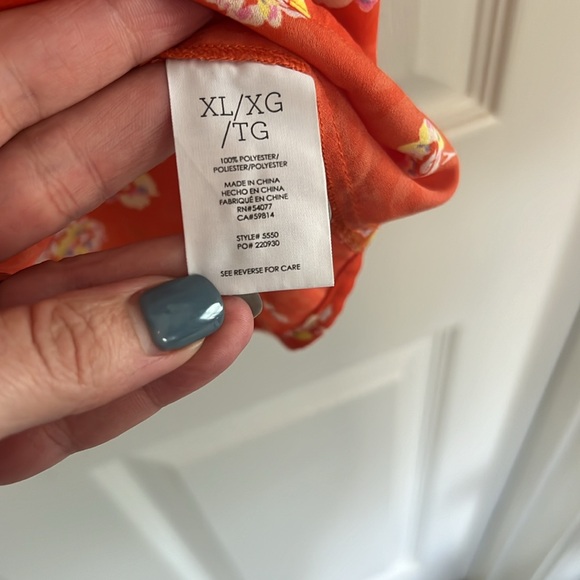 XL/XG
/TG
100% POLYESTER/
POLIESTER/POLYESTER
MADE IN CHINA
HECHO EN CHINA
FABRIQUÉ EN CHINE
RN#54077
CA#59814
STYLE# 5550
PO# 220930
SEE REVERSE FOR CARE